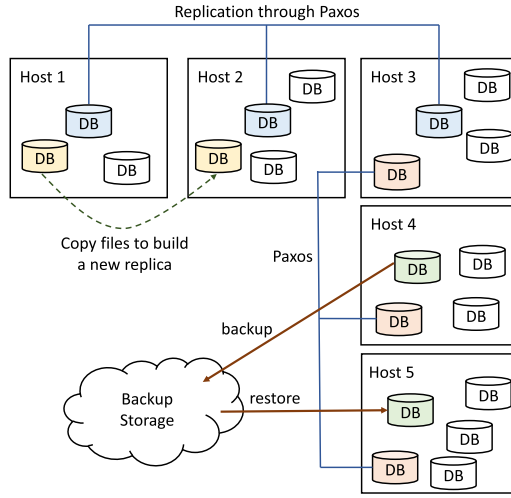 Replication through Paxos
Host 1
DB
DB
DB
Host 2
DB
DB
DB
DB
Host 3
DB
DB
DB
DB
Copy files to build
a new replica
Paxos
Host 4
DB
DB
DB
DB
backup
Backup
Storage
restore
Host 5
DB
DB
DB
DB
DB